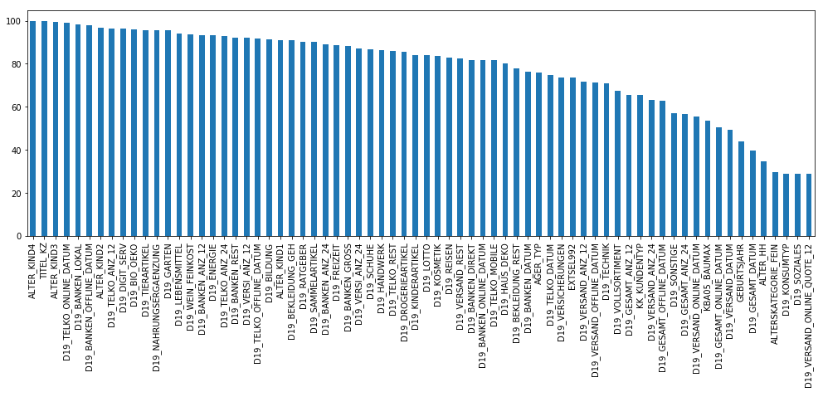 100
80
60
40
20
0
ALTER_KIND4
TITEL_KZ
ALTER_KIND3
D19_TELKO_ONLINE_DATUM
D19_BANKEN_LOKAL
D19_BANKEN_OFFLINE_DATUM
ALTER_KIND2
D19_TELKO_ANZ_12
D19_DIGIT_SERV
D19_BIO_OEKO
D19_TIERARTIKEL
D19_NAHRUNGSERGAENZUNG
D19_GARTEN
D19_LEBENSMITTEL
D19_WEIN_FEINKOST
D19_BANKEN_ANZ_12
D19_ENERGIE
D19_TELKO_ANZ_24
D19_BANKEN_REST
D19_VERSI_ANZ_12
D19_TELKO_OFFLINE_DATUM
D19_BILDUNG
ALTER_KIND1
D19_BEKLEIDUNG_GEH
D19_RATGEBER
D19_SAMMELARTIKEL
D19_BANKEN_ANZ_24
D19_FREIZEIT
D19_BANKEN_GROSS
D19_VERSI_ANZ_24
D19_SCHUHE
D19_HANDWERK
D19_TELKO_REST
D19_DROGERIEARTIKEL
D19_KINDERARTIKEL
D19_LOTTO
D19_KOSMETIK
D19_REISEN
D19_VERSAND_REST
D19_BANKEN_DIREKT
D19_BANKEN_ONLINE_DATUM
D19_TELKO_MOBILE
D19_HAUS_DEKO
D19_BEKLEIDUNG_REST
D19_BANKEN_DATUM
AGER_TYP
D19_TELKO_DATUM
D19_VERSICHERUNGEN
EXTSEL992
D19_VERSAND_ANZ_12
D19_VERSAND_OFFLINE_DATUM
D19_TECHNIK
D19_VOLLSORTIMENT
D19_GESAMT_ANZ_12
KK_KUNDENTYP
D19_VERSAND_ANZ_24
D19_GESAMT_OFFLINE_DATUM
D19_SONSTIGE
D19_GESAMT_ANZ_24
D19_VERSAND_ONLINE_DATUM
KBA05_BAUMAX
D19_GESAMT_ONLINE_DATUM
D19_VERSAND_DATUM
GEBURTSJAHR
D19_GESAMT_DATUM
ALTER_HH
ALTERSKATEGORIE_FEIN
D19_KONSUMTYP
D19_SOZIALES
D19_VERSAND_ONLINE_QUOTE_12